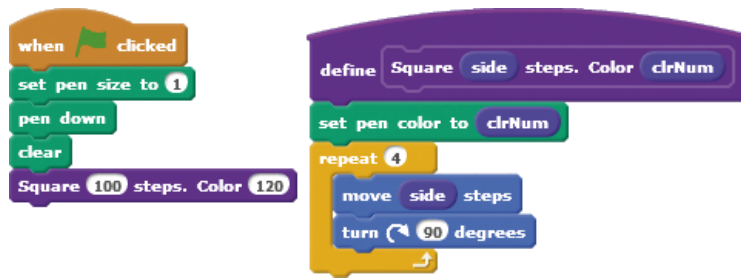 when clicked
set pen size to 1
pen down
clear
Square 100 steps. Color 120
define Square side steps. Color clrNum
set pen color to clrNum
repeat 4
move side steps
turn 90 degrees